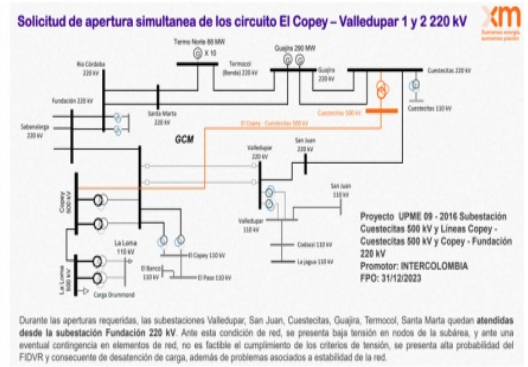 Solicitud de apertura simultanea de los circuito El Copey – Valledupar 1 y 2 220 kV
xm
Termo Norte 88 MW
X 10
Guajira 290 MW
Río Córdoba
220 kV
Termocol
(Bonda) 220 kV
Guajira
220 kV
Cuestecitas 220 kV
Fundación 220 kV
Santa Marta
220 kV
Cuestecitas 500 kV
Cuestecitas 110 kV
Sabanalarga
220 kV
El Copey - Cuestecitas 500 kV
GCM
Valledupar
220 kV
San Juan
220 kV
San Juan
110 kV
Copey
500 kV
Valledupar
110 kV
La Loma
110 kV
El Copey 110 kV
Codazzi 110 kV
El Banco
110 kV
El Paso 110 kV
La jagua 110 kV
La Loma
500 kV
Carga Drummond
Proyecto UPME 09 - 2016 Subestación
Cuestecitas 500 kV y Líneas Copey -
Cuestecitas 500 kV y Copey - Fundación
220 kV
Promotor: INTERCOLOMBIA
FPO: 31/12/2023
Durante las aperturas requeridas, las subestaciones Valledupar, San Juan, Cuestecitas, Guajira, Termocol, Santa Marta quedan atendidas
desde la subestación Fundación 220 kV. Ante esta condición de red, se presenta baja tensión en nodos de la subárea, y ante una
eventual contingencia en elementos de red, no es factible el cumplimiento de los criterios de tensión, se presenta alta probabilidad del
FIDVR y consecuente de desatención de carga, además de problemas asociados a estabilidad de la red.